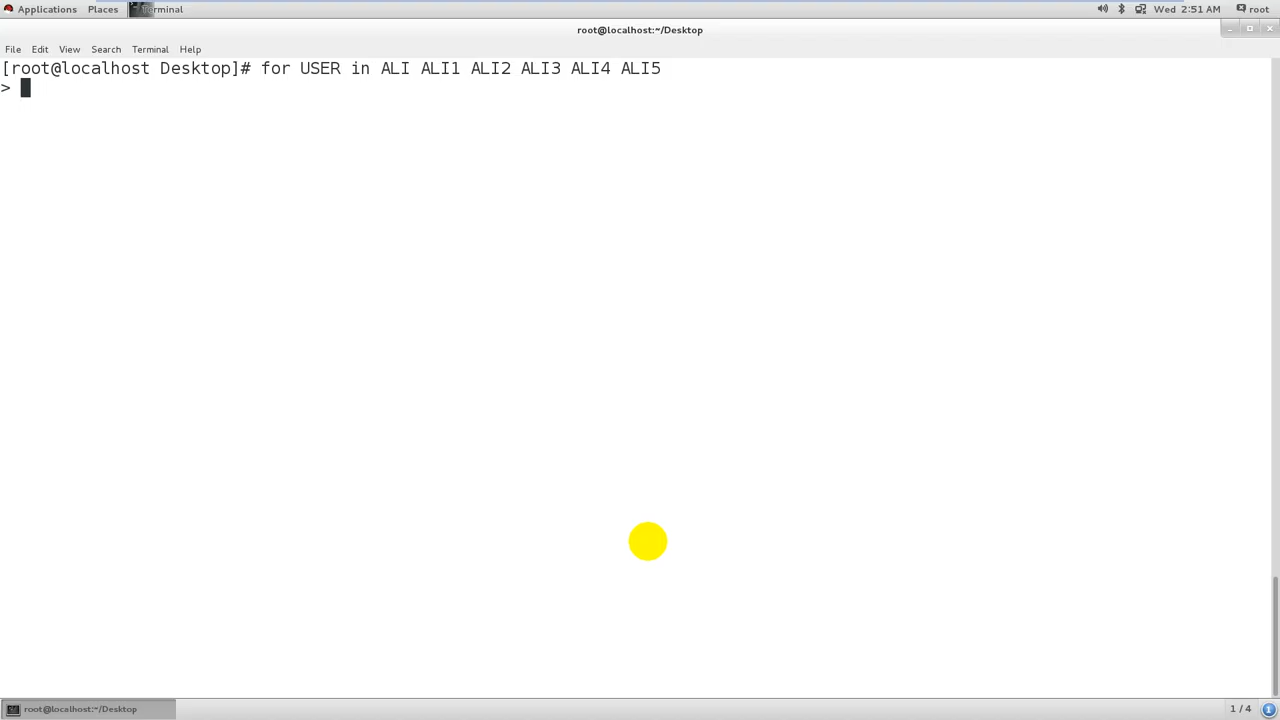 Applications Places Terminal Wed 2:51 AM root
root@localhost:~/Desktop
File Edit View Search Terminal Help
[root@localhost Desktop]# for USER in ALI ALI1 ALI2 ALI3 ALI4 ALI5
>
root@localhost:~/Desktop 1 / 4